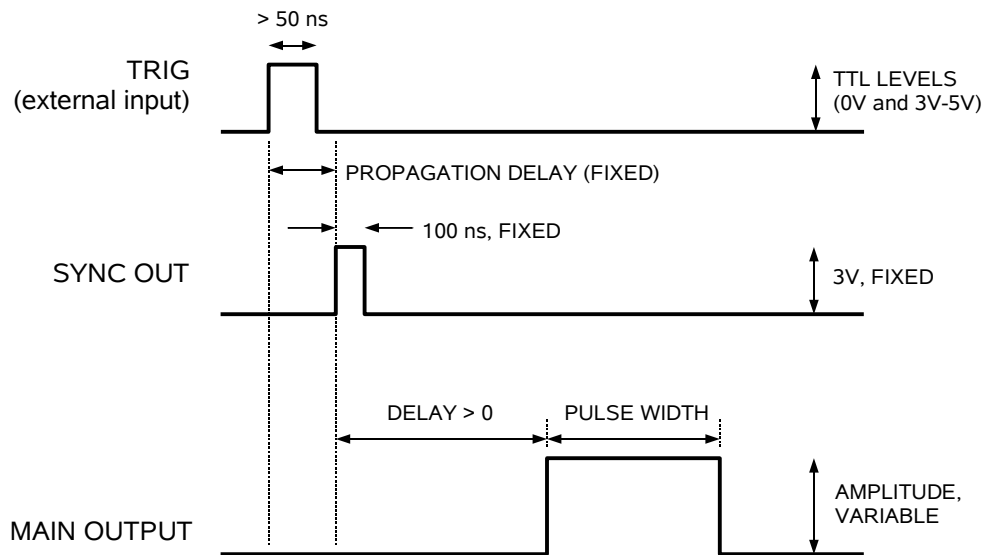 > 50 ns
TRIG
(external input)
TTL LEVELS
(0V and 3V-5V)
PROPAGATION DELAY (FIXED)
100 ns, FIXED
SYNC OUT
3V, FIXED
DELAY > 0
PULSE WIDTH
MAIN OUTPUT
AMPLITUDE,
VARIABLE